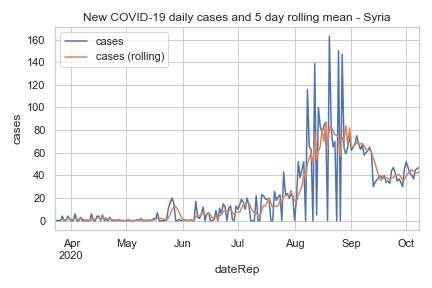 New COVID-19 daily cases and 5 day rolling mean - Syria
cases
cases (rolling)
160
140
120
100
80
60
40
20
0
cases
Apr
2020
May
Jun
Jul
Aug
Sep
Oct
dateRep